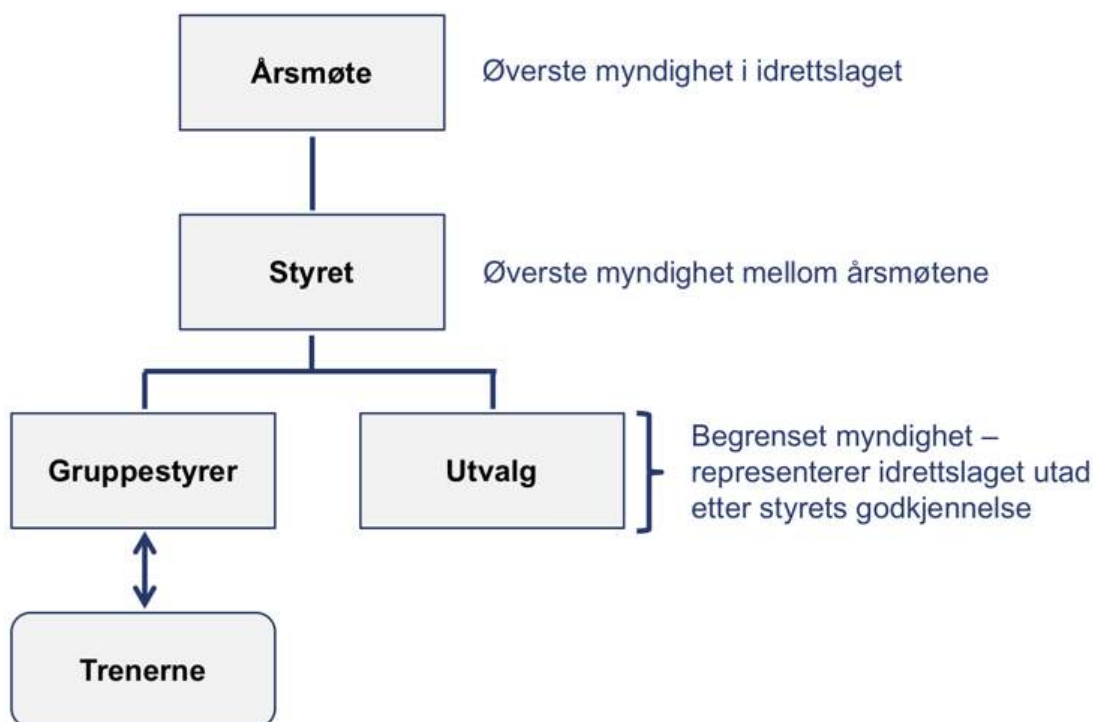 Årsmøte
Øverste myndighet i idrettslaget
Styret
Øverste myndighet mellom årsmøtene
Gruppestyrer
Utvalg
Begrenset myndighet –
representerer idrettslaget utad
etter styrets godkjennelse
Trenerne